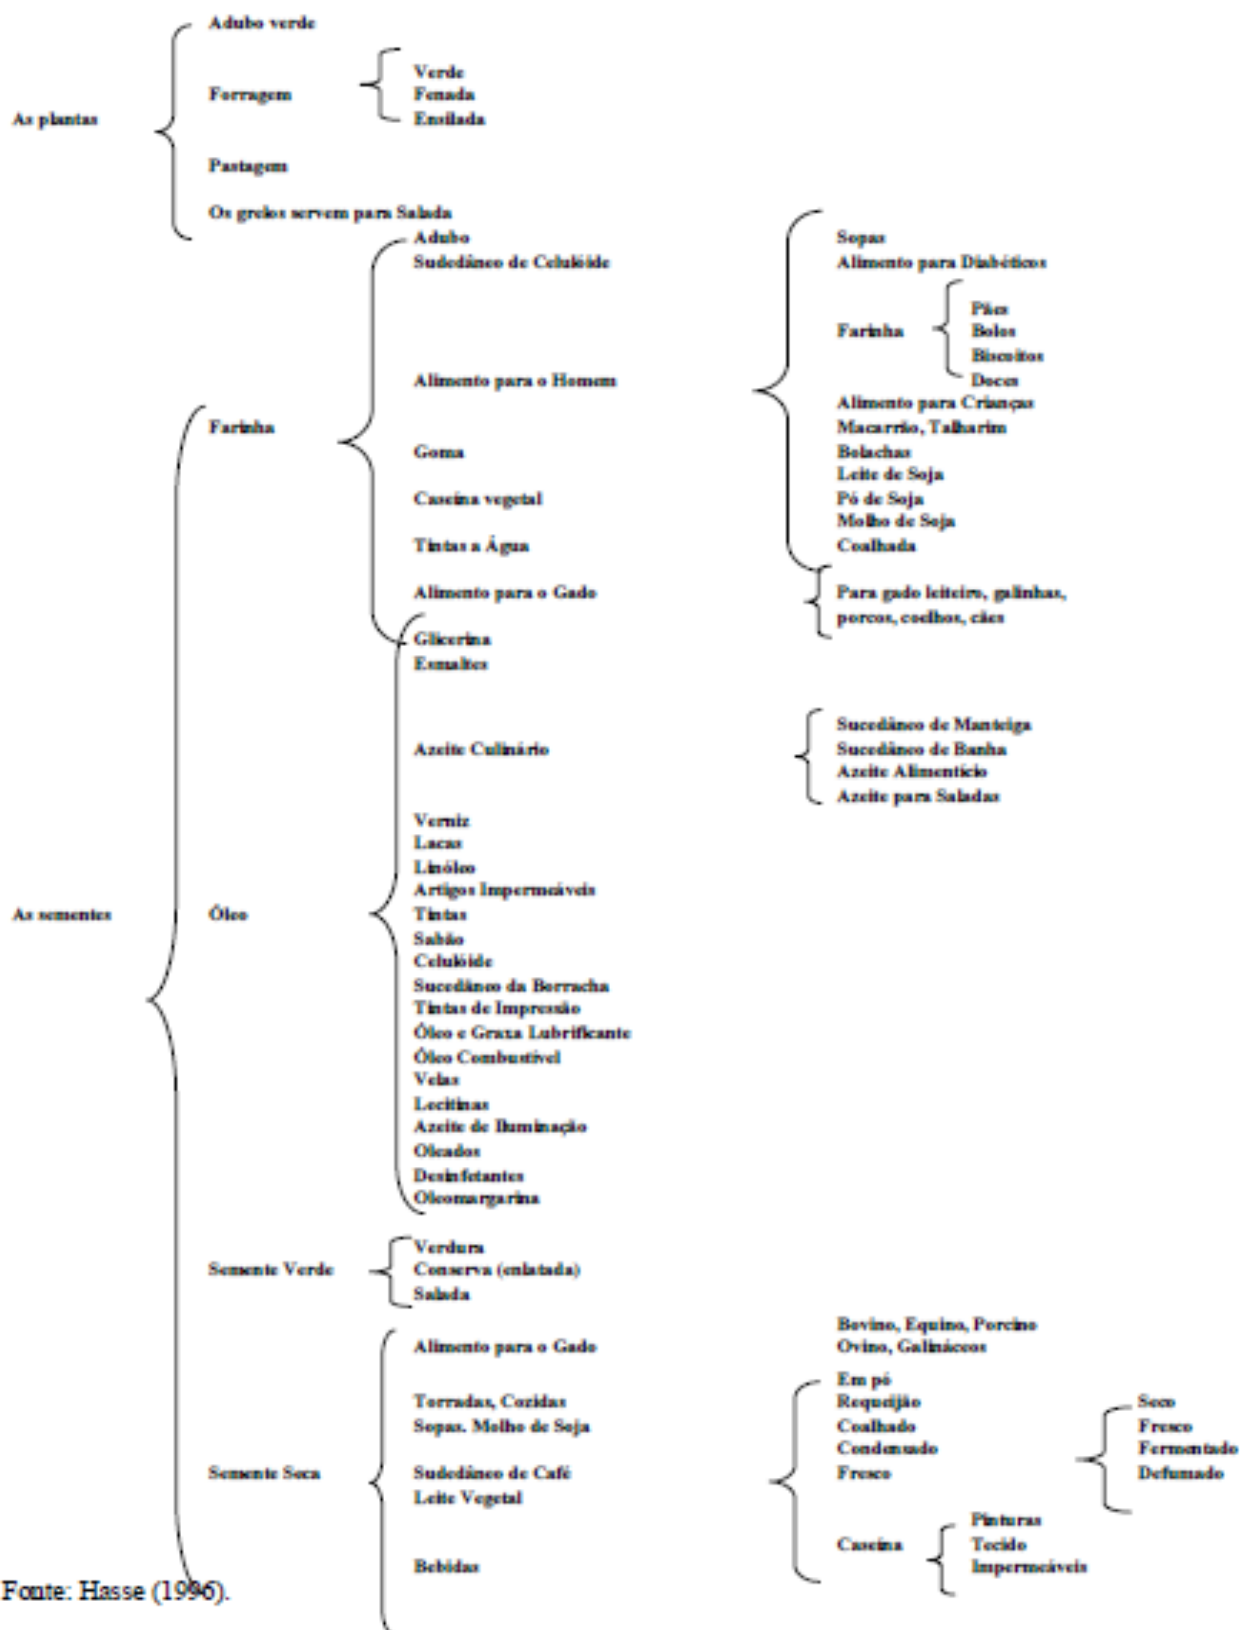 Adubo verde
Verde
Forragem
Fenada
As plantas
Ensilada
Pastagem
Os grelos servem para Salada
Adubo
Sudedâneo de Celulóide
Sopas
Alimento para Diabéticos
Pães
Farinha
Bolos
Biscoitos
Alimento para o Homem
Doces
Alimento para Crianças
Farinha
Macarrão, Talharim
Goma
Bolachas
Leite de Soja
Caseína vegetal
Pó de Soja
Molho de Soja
Tintas a Água
Coalhada
Alimento para o Gado
Para gado leiteiro, galinhas,
porcos, coelhos, cães
Glicerina
Esmaltes
Sucedâneo de Manteiga
Azeite Culinário
Sucedâneo de Banha
Azeite Alimentício
Azeite para Saladas
Verniz
Lacas
Linóleo
Artigos Impermeáveis
As sementes
Óleo
Tintas
Sabão
Celulóide
Sucedâneo da Borracha
Tintas de Impressão
Óleo e Graxa Lubrificante
Óleo Combustível
Velas
Lecitinas
Azeite de Iluminação
Oleados
Desinfetantes
Oleomargarina
Verdura
Semente Verde
Conserva (enlatada)
Salada
Bovino, Equino, Porcino
Alimento para o Gado
Ovino, Galináceos
Em pó
Torradas, Cozidas
Requeijão
Seco
Sopas. Molho de Soja
Coalhado
Fresco
Condensado
Fermentado
Semente Seca
Sudedâneo de Café
Fresco
Defumado
Leite Vegetal
Pinturas
Caseína
Tecido
Bebidas
Impermeáveis
Fonte: Hasse (1996).